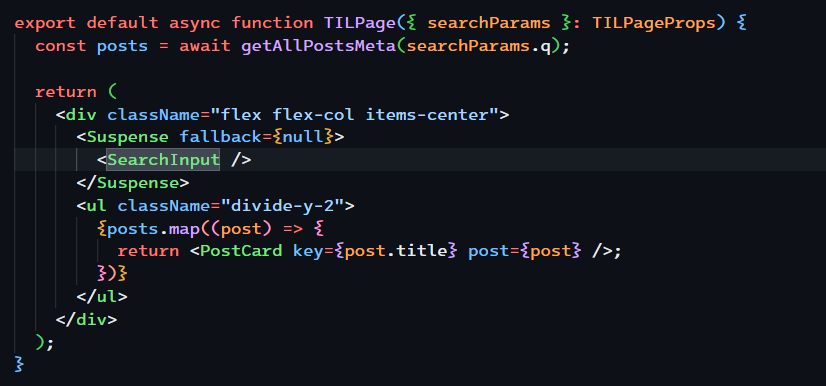 export default async function TILPage({ searchParams }: TILPageProps) {
  const posts = await getAllPostsMeta(searchParams.q);

  return (
    <div className="flex flex-col items-center">
      <Suspense fallback={null}>
        <SearchInput />
      </Suspense>
      <ul className="divide-y-2">
        {posts.map((post) => {
          return <PostCard key={post.title} post={post} />;
        })}
      </ul>
    </div>
  );
}